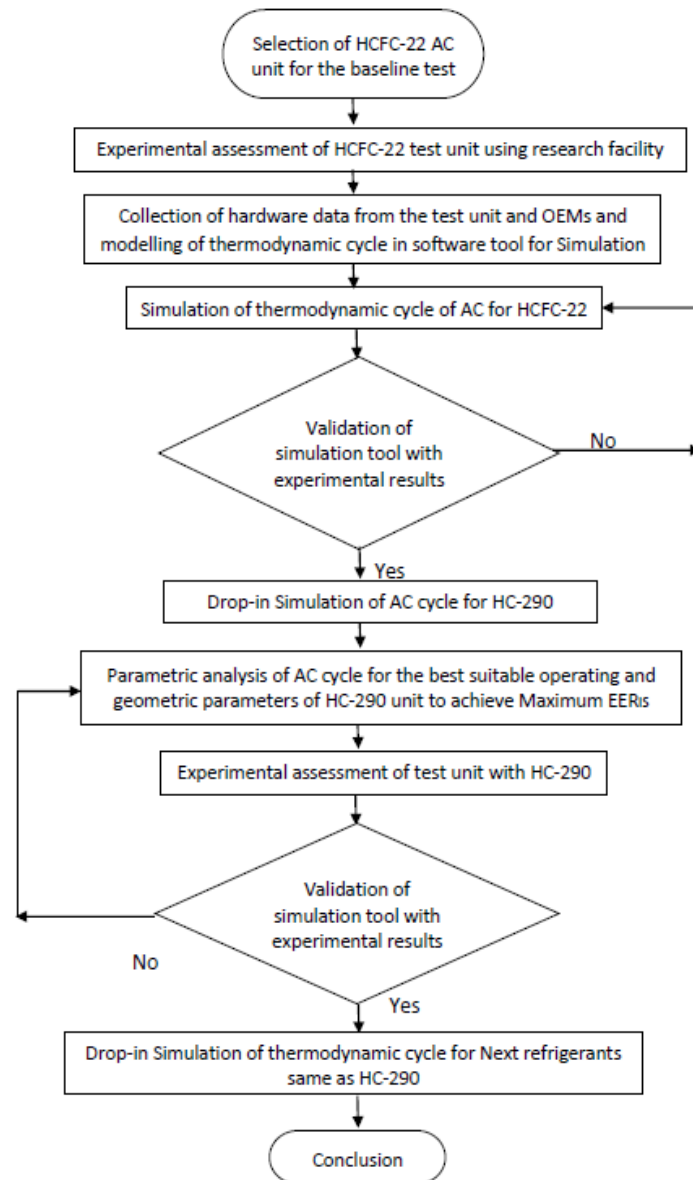 Selection of HCFC-22 AC
unit for the baseline test
Experimental assessment of HCFC-22 test unit using research facility
Collection of hardware data from the test unit and OEMs and
modelling of thermodynamic cycle in software tool for Simulation
Simulation of thermodynamic cycle of AC for HCFC-22
Validation of
simulation tool with
experimental results
No
Yes
Drop-in Simulation of AC cycle for HC-290
Parametric analysis of AC cycle for the best suitable operating and
geometric parameters of HC-290 unit to achieve Maximum EERIS
Experimental assessment of test unit with HC-290
Validation of
simulation tool with
experimental results
No
Yes
Drop-in Simulation of thermodynamic cycle for Next refrigerants
same as HC-290
Conclusion